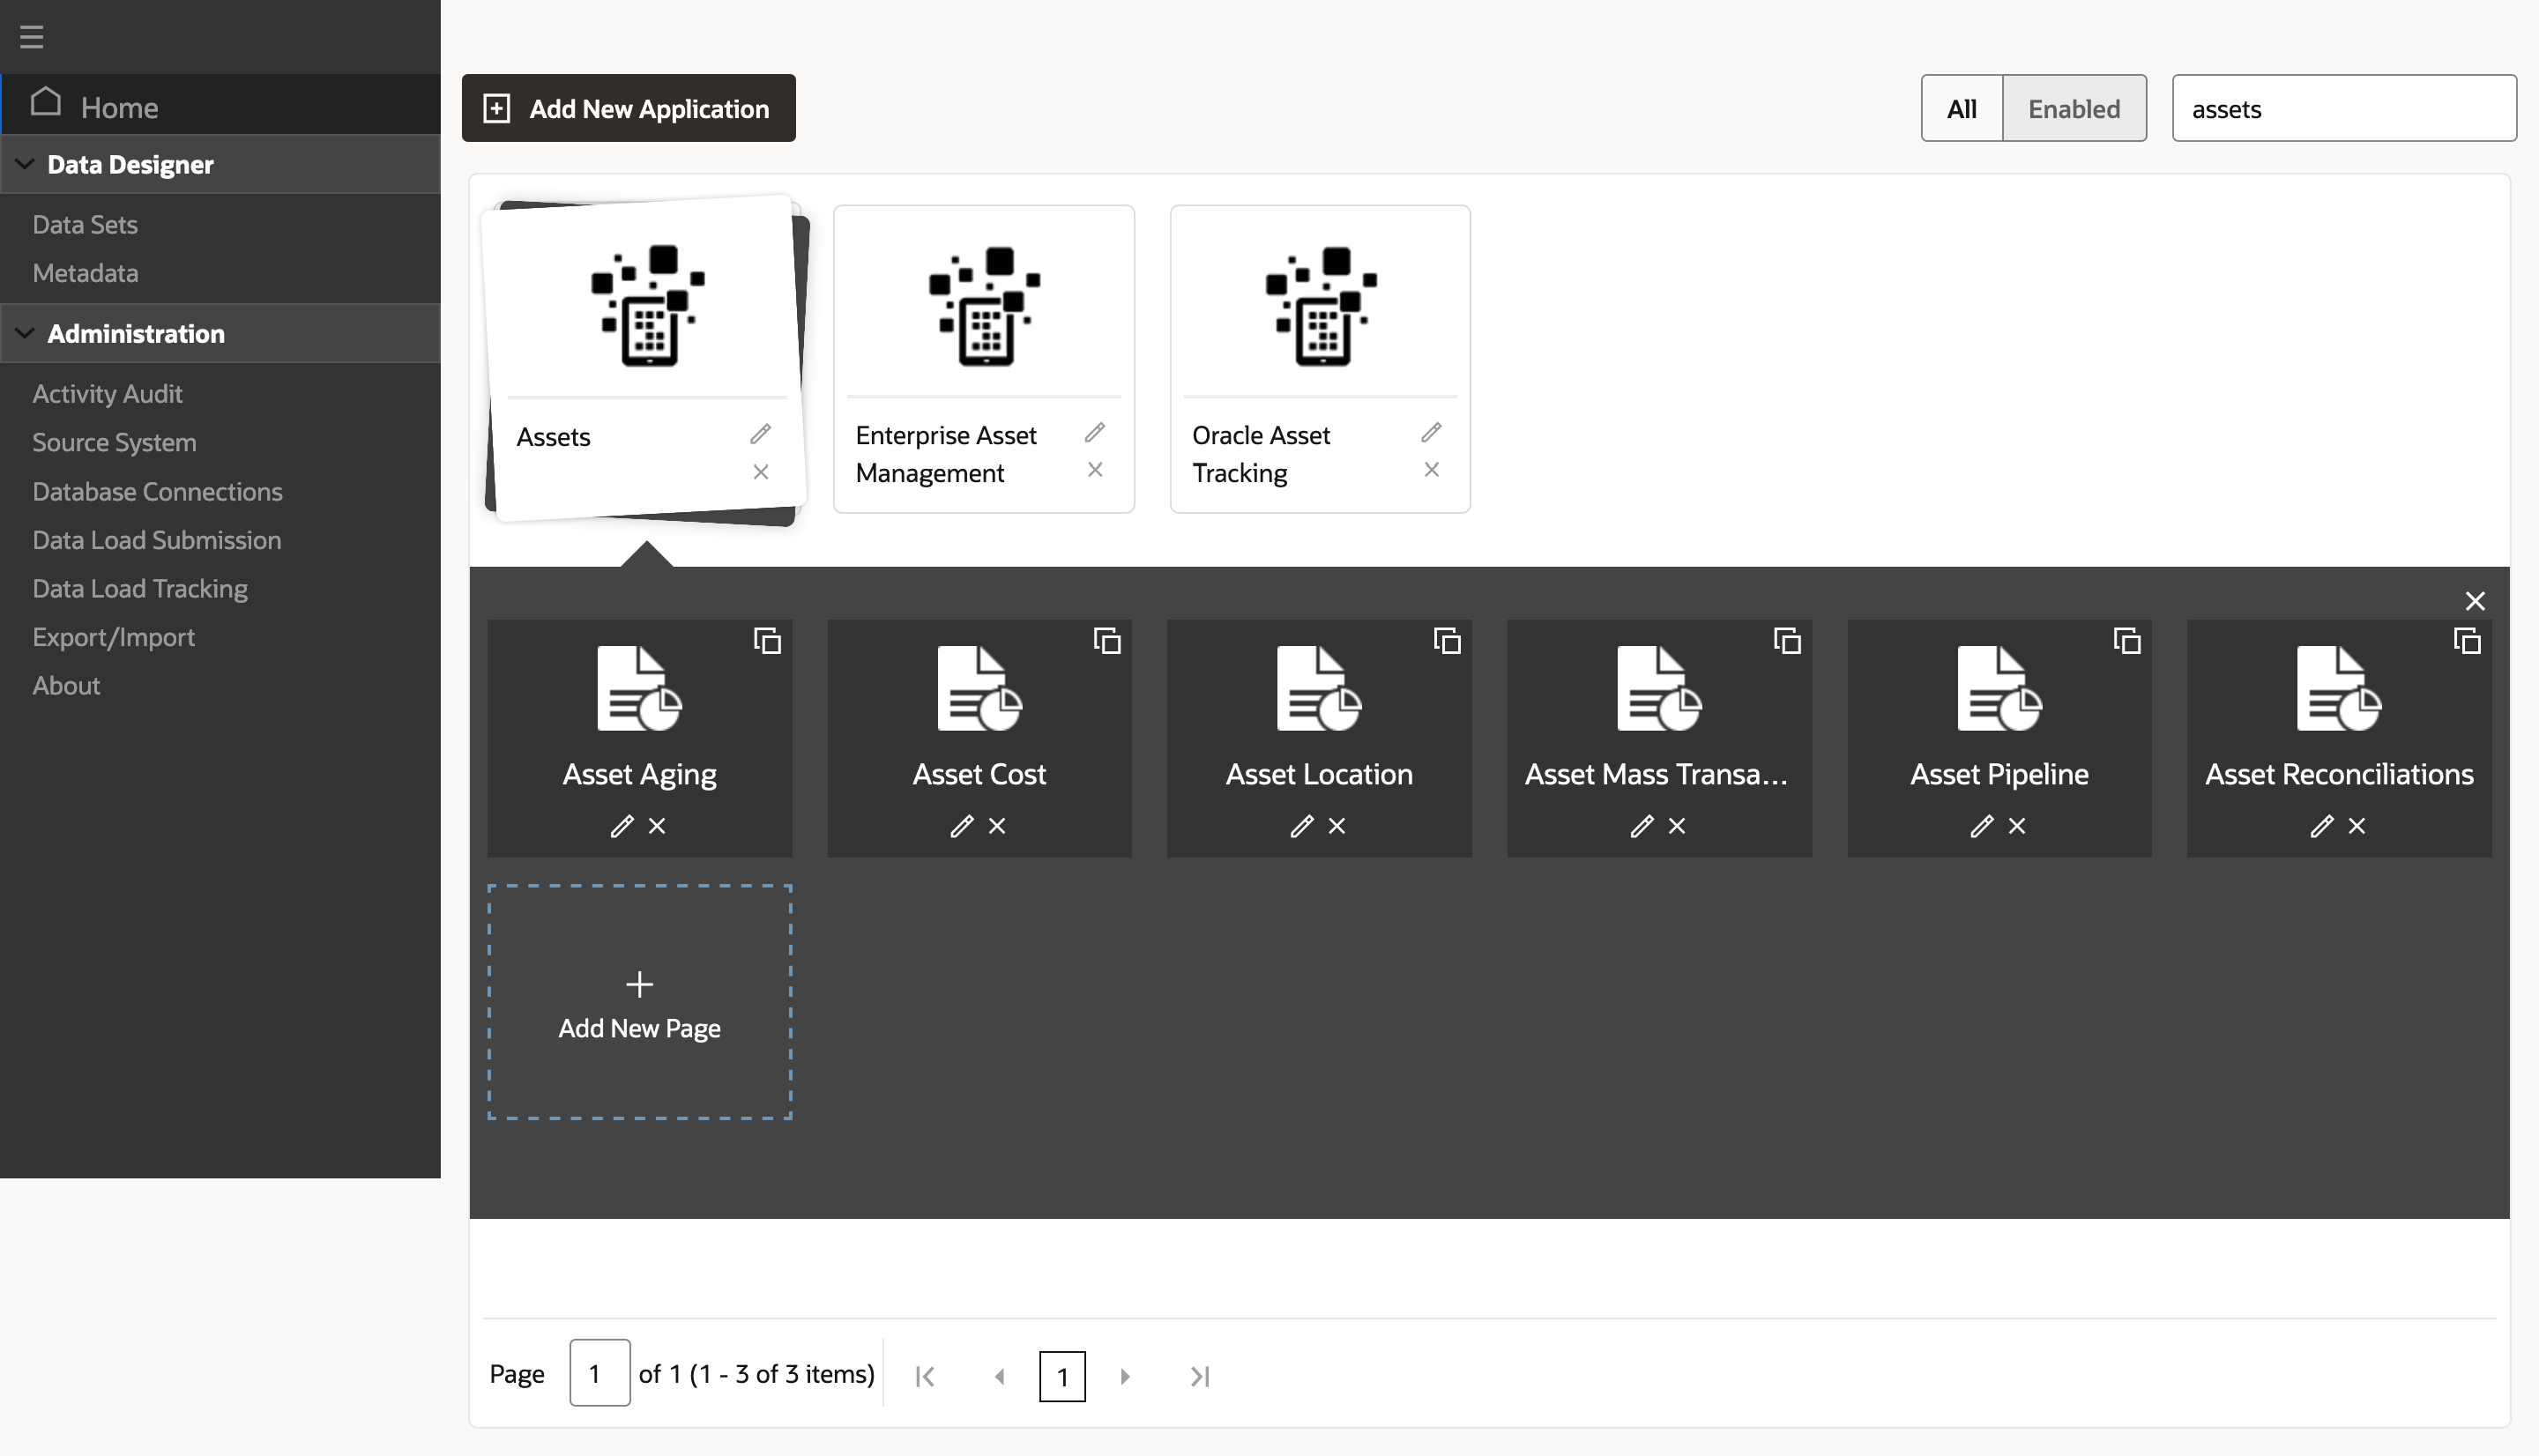 Home
Data Designer
Data Sets
Metadata
Administration
Activity Audit
Source System
Database Connections
Data Load Submission
Data Load Tracking
Export/Import
About
Add New Application
All
Enabled
assets
Assets
Enterprise Asset
Management
Oracle Asset
Tracking
Asset Aging
Asset Cost
Asset Location
Asset Mass Transa...
Asset Pipeline
Asset Reconciliations
Add New Page
Page 1 of 1 (1 - 3 of 3 items) 1